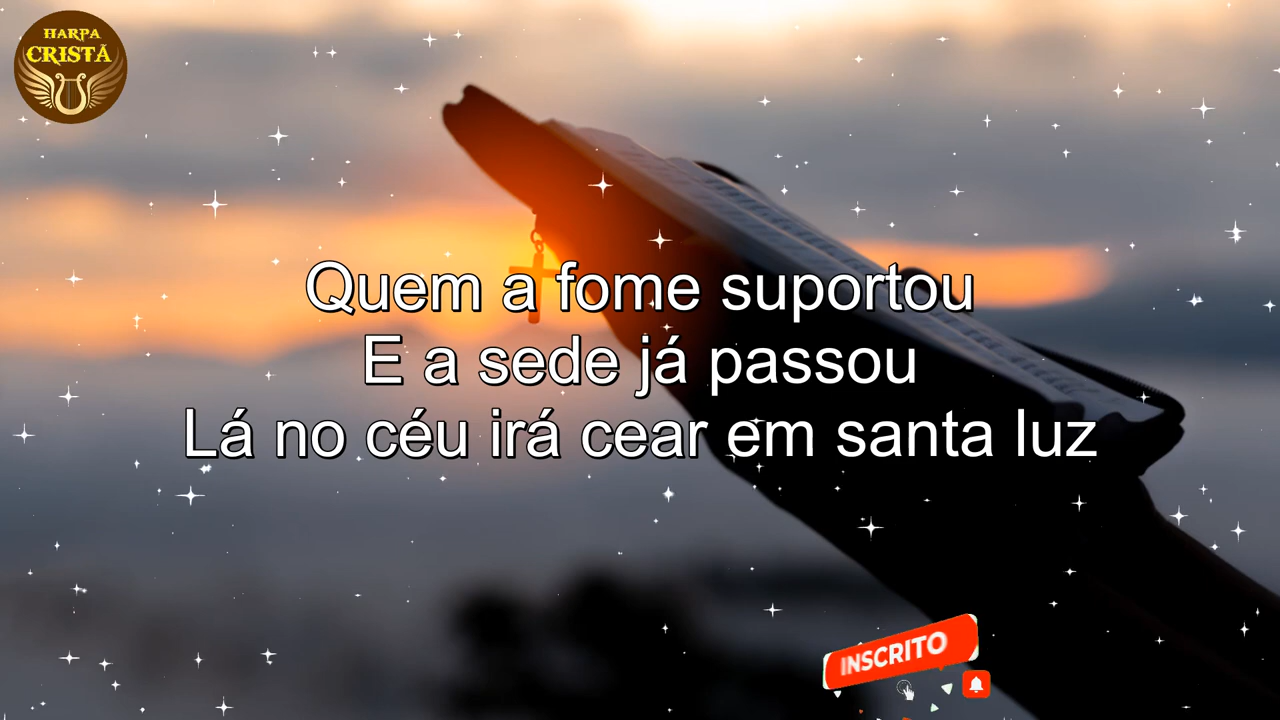 HARPA
CRISTÃ
Quem a fome suportou
E a sede já passou
Lá no céu irá cear em santa luz
INSCRITO